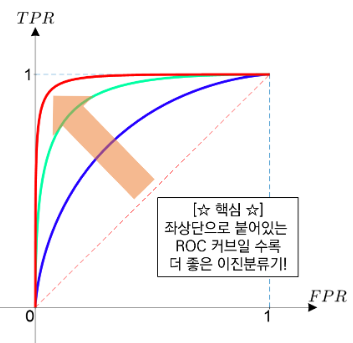 TPR
1
[☆ 핵심 ☆]
좌상단으로 붙어있는
ROC 커브일 수록
더 좋은 이진분류기!
FPR
0
1